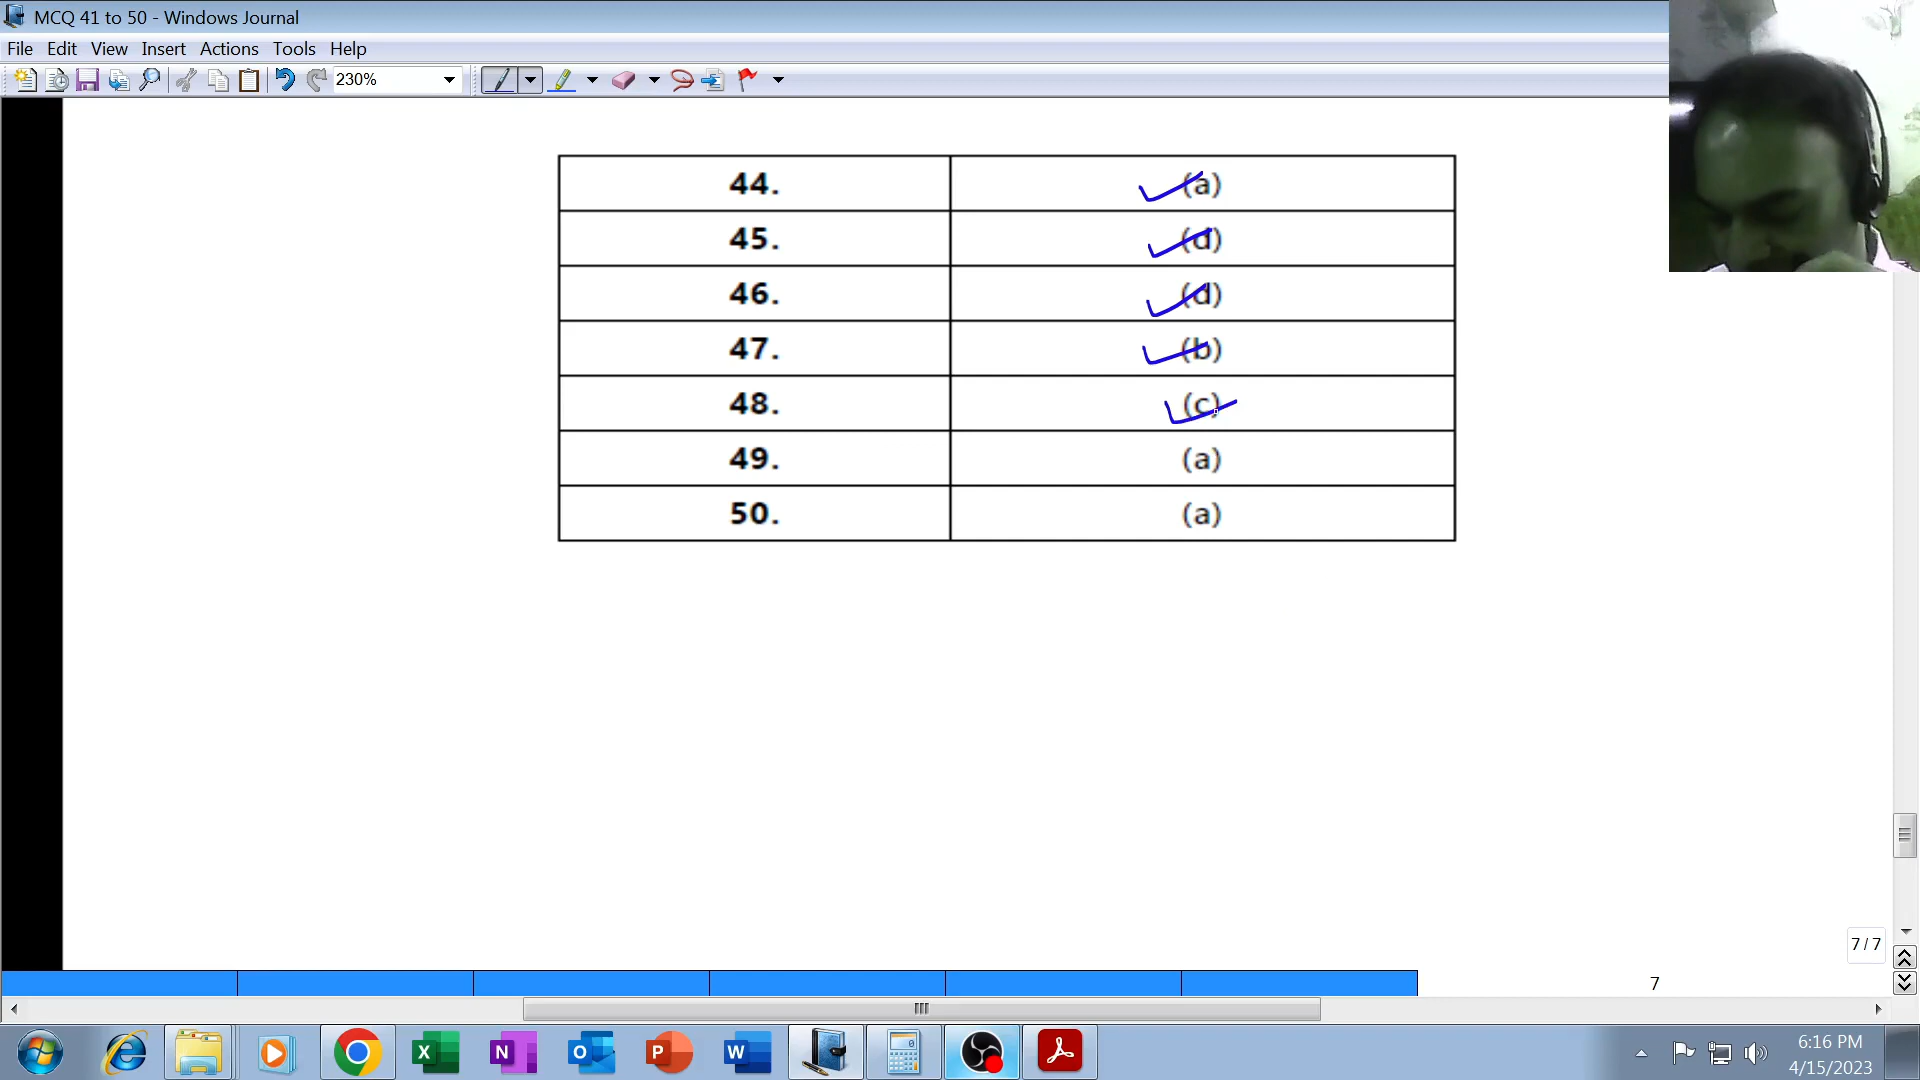 MCQ 41 to 50 - Windows Journal
File Edit View Insert Actions Tools Help
230%
44. (a)
45. (d)
46. (d)
47. (b)
48. (c)
49. (a)
50. (a)
7 / 7
7
6:16 PM
4/15/2023